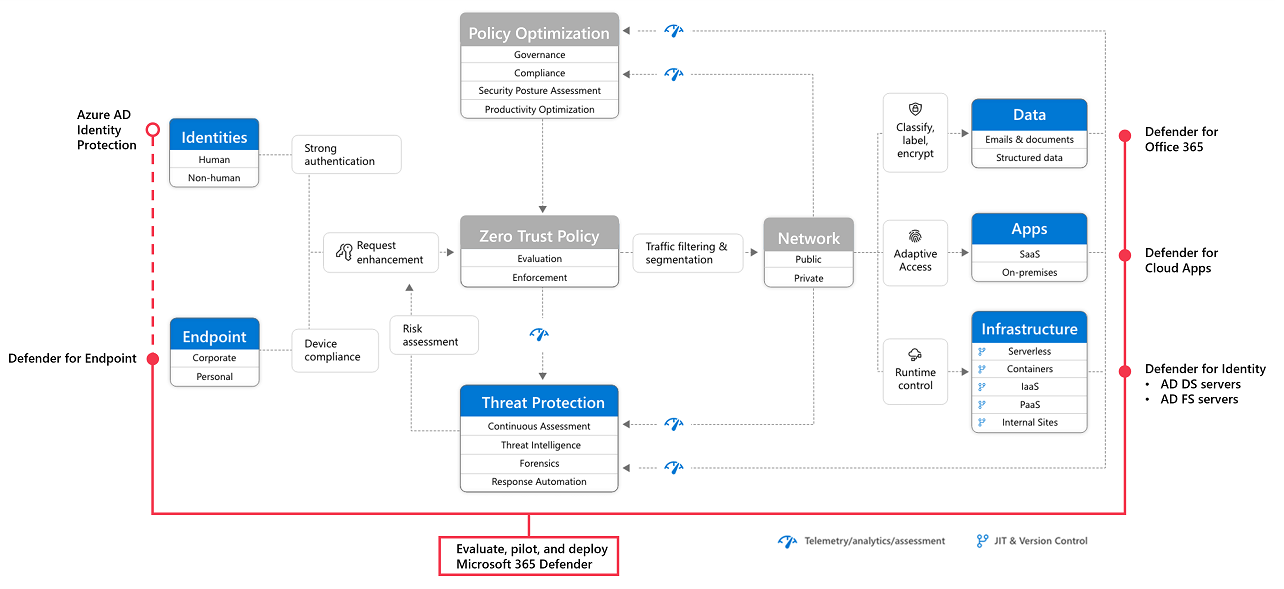 Policy Optimization
Governance
Compliance
Security Posture Assessment
Productivity Optimization
Azure AD
Identity
Protection
Identities
Human
Non-human
Strong
authentication
Classify,
label,
encrypt
Data
Emails & documents
Structured data
Defender for
Office 365
Request
enhancement
Zero Trust Policy
Evaluation
Enforcement
Traffic filtering &
segmentation
Network
Public
Private
Adaptive
Access
Apps
SaaS
On-premises
Defender for
Cloud Apps
Defender for Endpoint
Endpoint
Corporate
Personal
Device
compliance
Risk
assessment
Runtime
control
Infrastructure
Serverless
Containers
IaaS
PaaS
Internal Sites
Defender for Identity
• AD DS servers
• AD FS servers
Threat Protection
Continuous Assessment
Threat Intelligence
Forensics
Response Automation
Evaluate, pilot, and deploy
Microsoft 365 Defender
Telemetry/analytics/assessment
JIT & Version Control